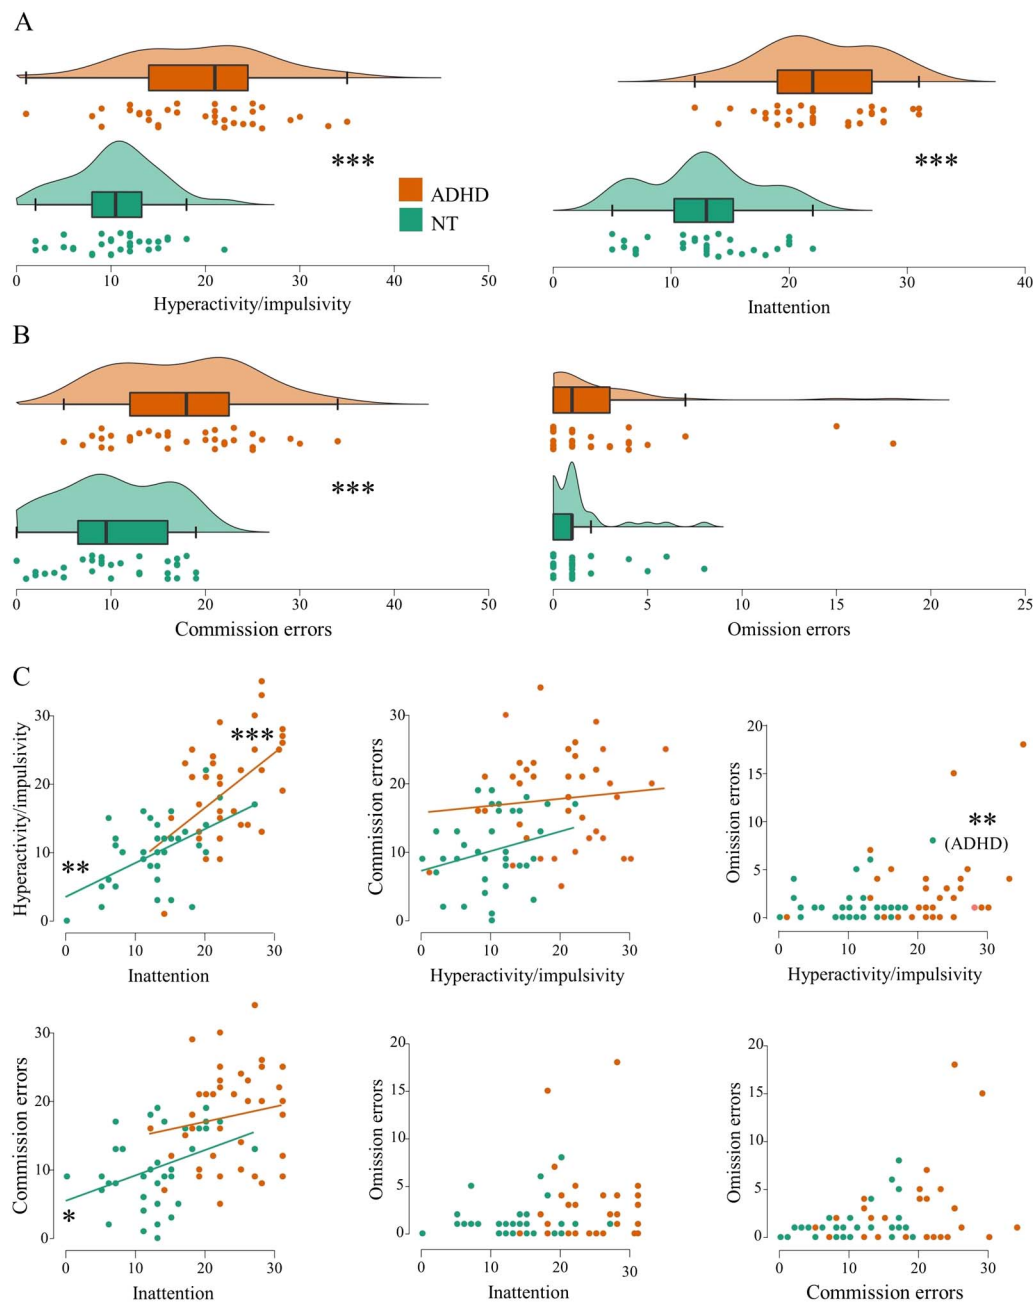 A
***
***
ADHD
NT
0 10 20 30 40 50
0 10 20 30 40
Hyperactivity/impulsivity
Inattention
B
***
0 10 20 30 40 50
0 5 10 15 20 25
Commission errors
Omission errors
C
Hyperactivity/impulsivity
30
20
10
0
***
**
0 10 20 30
Inattention
Commission errors
30
20
10
0
0 10 20 30
Hyperactivity/impulsivity
Omission errors
20
15
10
5
0
**
(ADHD)
0 10 20 30
Hyperactivity/impulsivity
Commission errors
30
20
10
0
*
0 10 20 30
Inattention
Omission errors
20
15
10
5
0
0 10 20 30
Inattention
Omission errors
20
15
10
5
0
0 10 20 30
Commission errors